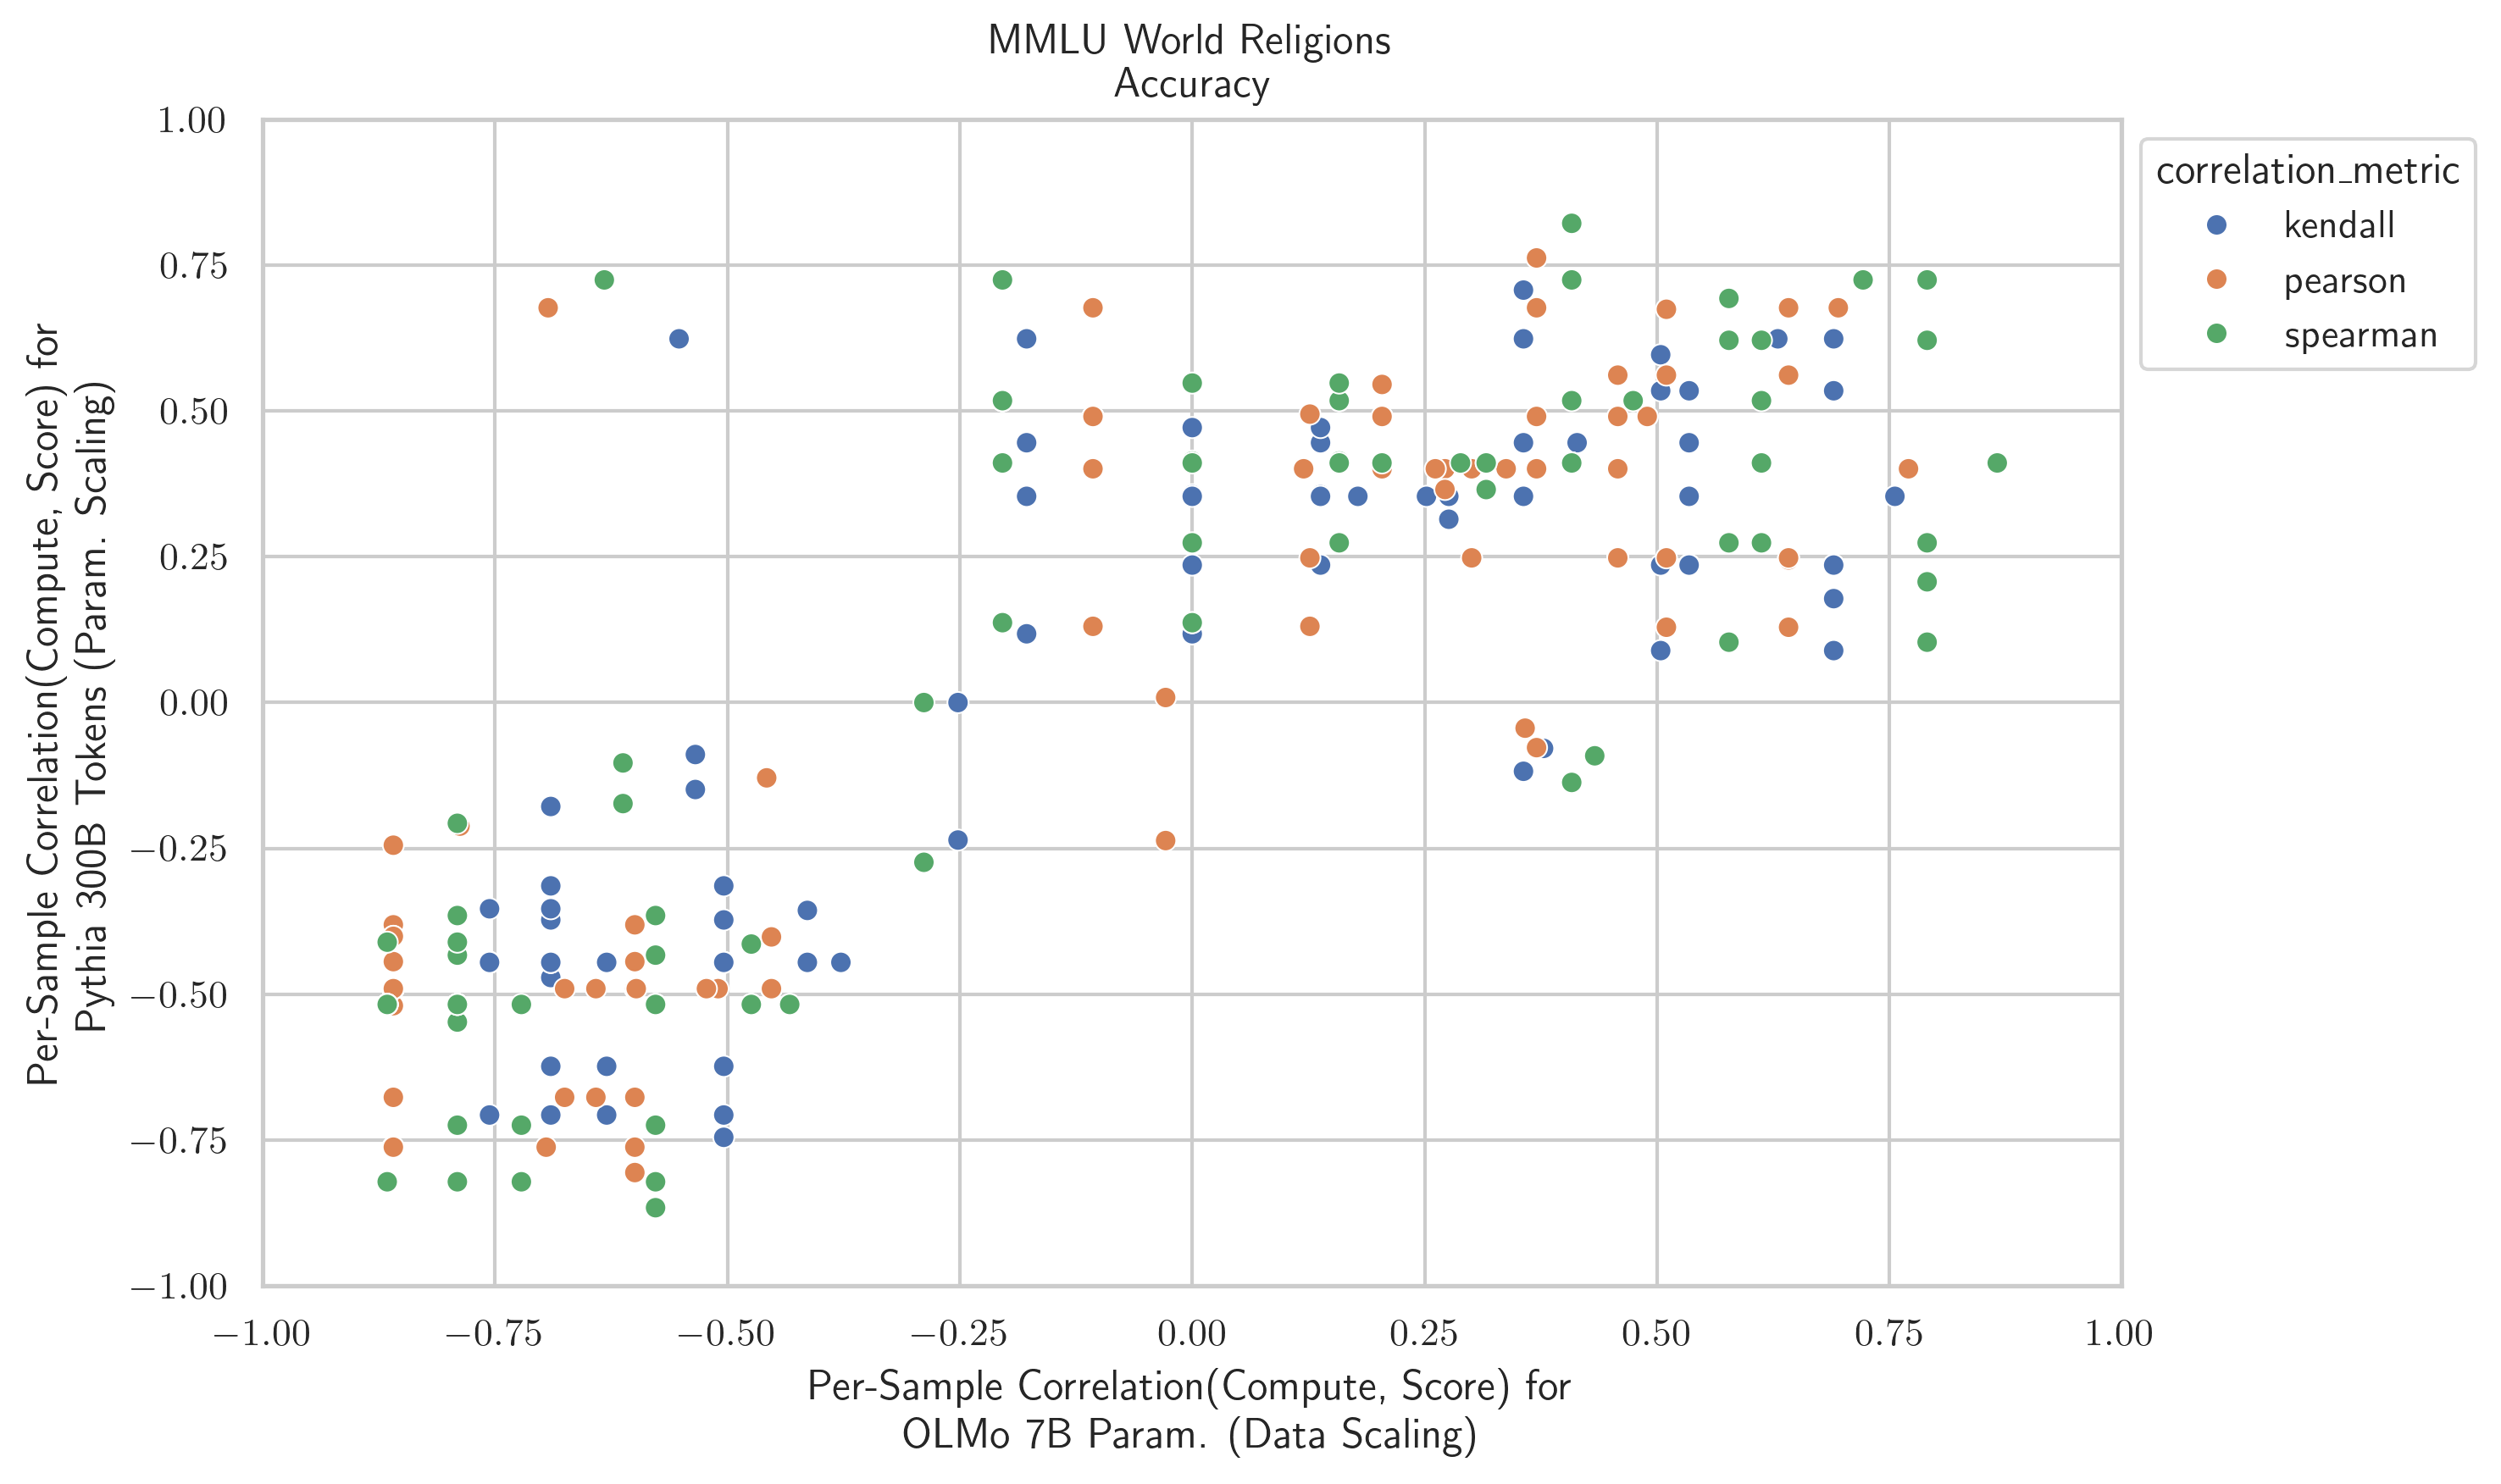 MMLU World Religions
Accuracy
1.00
0.75
0.50
0.25
0.00
−0.25
−0.50
−0.75
−1.00
Per-Sample Correlation(Compute, Score) for
Pythia 300B Tokens (Param. Scaling)
correlation_metric
kendall
pearson
spearman
−1.00 −0.75 −0.50 −0.25 0.00 0.25 0.50 0.75 1.00
Per-Sample Correlation(Compute, Score) for
OLMo 7B Param. (Data Scaling)